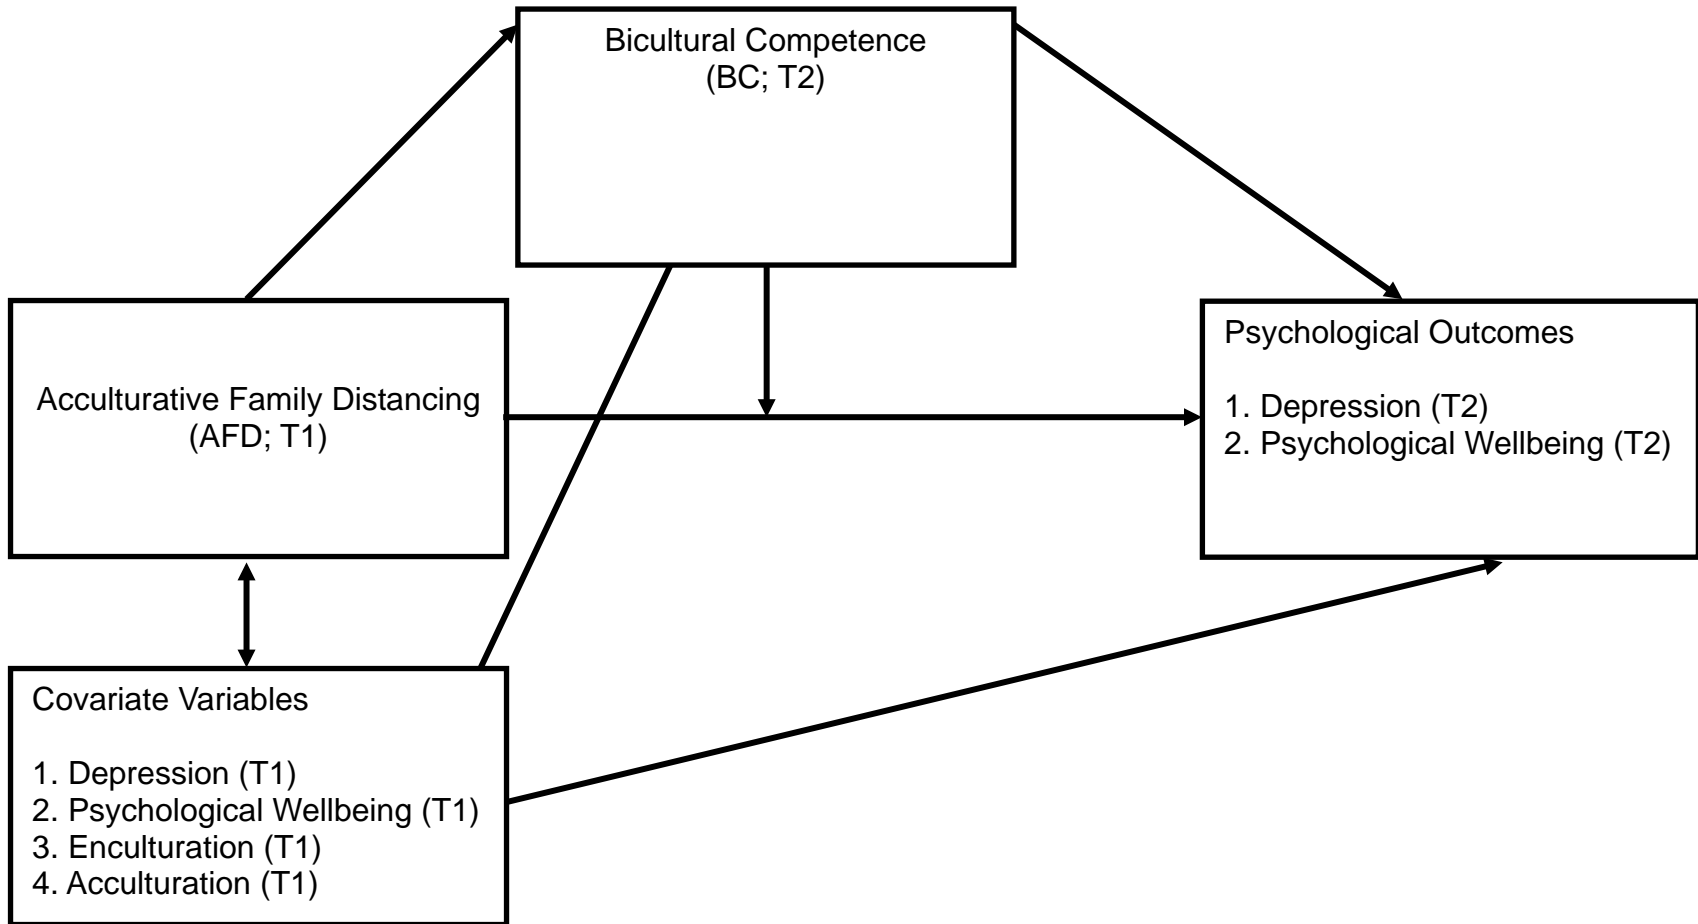 Bicultural Competence
(BC; T2)
Acculturative Family Distancing
(AFD; T1)
Psychological Outcomes
1. Depression (T2)
2. Psychological Wellbeing (T2)
Covariate Variables
1. Depression (T1)
2. Psychological Wellbeing (T1)
3. Enculturation (T1)
4. Acculturation (T1)